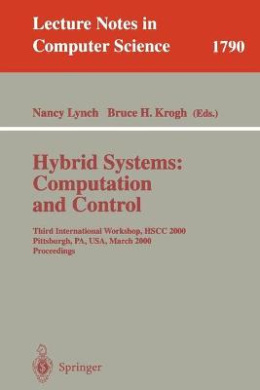 Lecture Notes in
Computer Science 1790
Nancy Lynch Bruce H. Krogh (Eds.)
Hybrid Systems:
Computation
and Control
Third International Workshop, HSCC 2000
Pittsburgh, PA, USA, March 2000
Proceedings
Springer